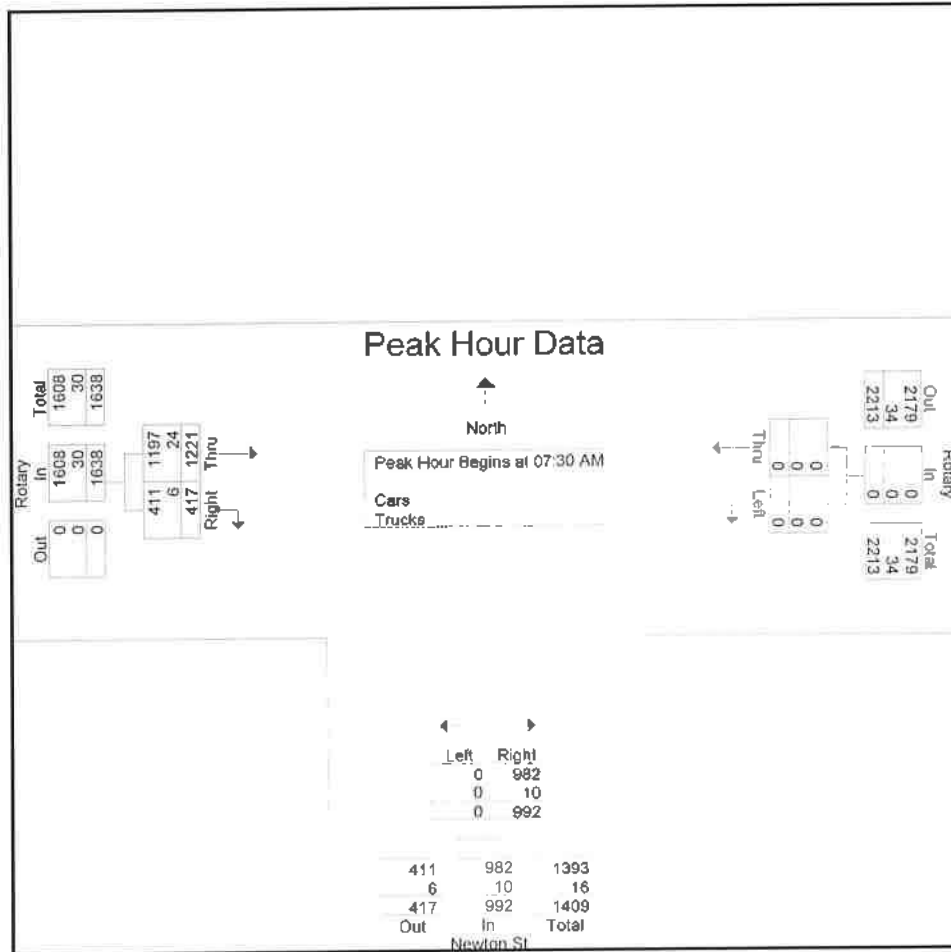 Peak Hour Data
North
Peak Hour Begins at 07:30 AM
Cars
Trucks
Rotary
Total
1608
30
1638
In
1608
30
1638
Out
0
0
0
1197
24
1221
Thru
411
6
417
Right
Rotary
Out
2179
34
2213
In
0
0
0
Total
2179
34
2213
Thru
0
0
0
Left
0
0
0
Left Right
0 982
0 10
0 992
411 982 1393
6 10 16
417 992 1409
Out In Total
Newton St